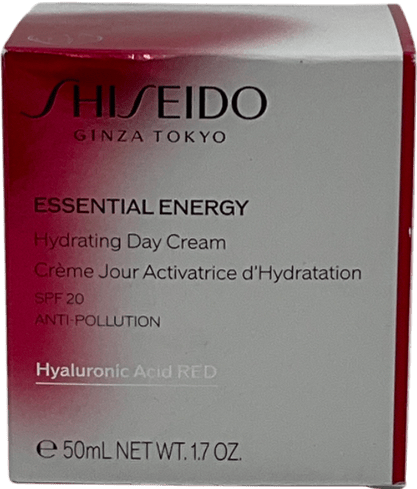 SHISEIDO
GINZA TOKYO
ESSENTIAL ENERGY
Hydrating Day Cream
Crème Jour Activatrice d'Hydratation
SPF 20
ANTI-POLLUTION
Hyaluronic Acid RED
℮ 50mL NET WT. 1.7 OZ.